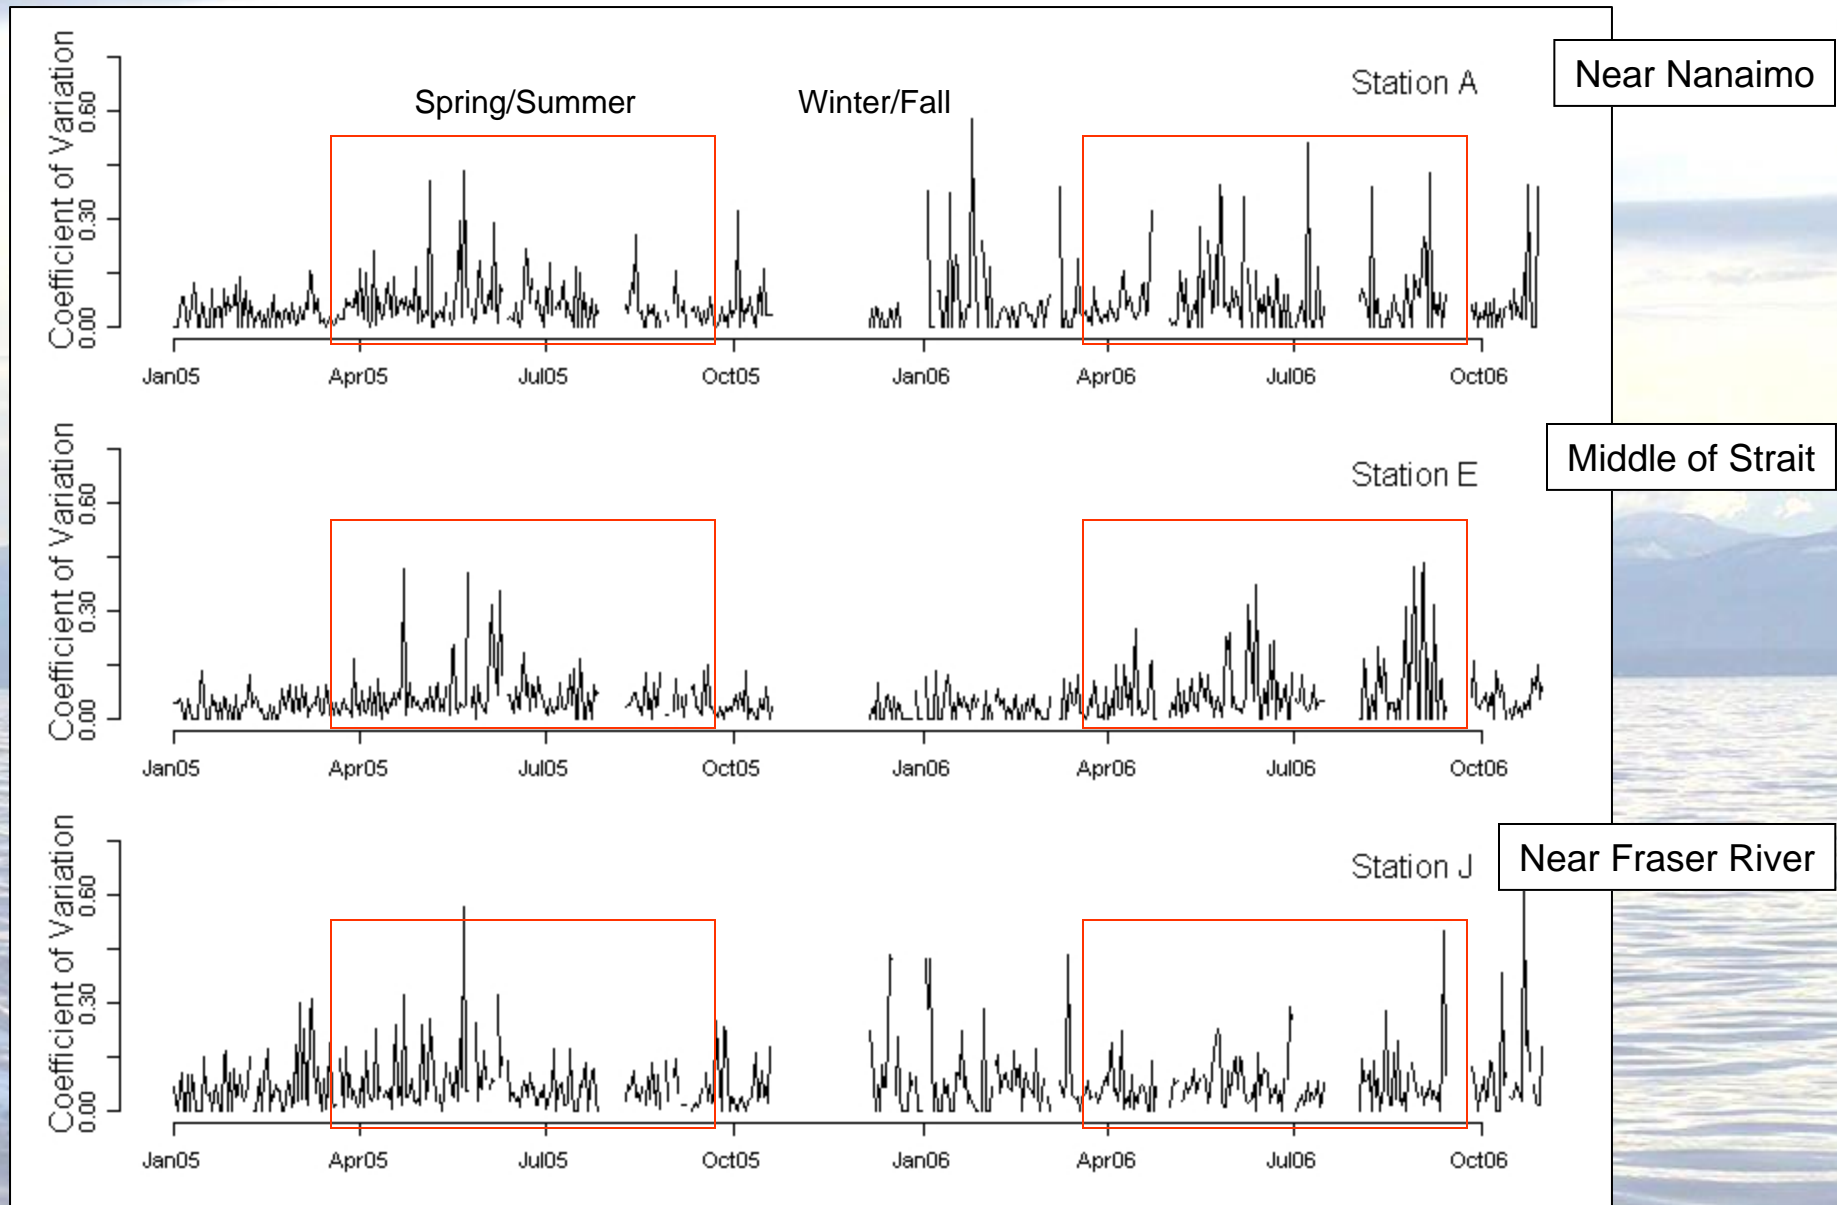 Near Nanaimo
Station A
Spring/Summer
Winter/Fall
Coefficient of Variation
0.60
0.30
0.00
Jan05 Apr05 Jul05 Oct05 Jan06 Apr06 Jul06 Oct06
Middle of Strait
Station E
Coefficient of Variation
0.60
0.30
0.00
Jan05 Apr05 Jul05 Oct05 Jan06 Apr06 Jul06 Oct06
Near Fraser River
Station J
Coefficient of Variation
0.60
0.30
0.00
Jan05 Apr05 Jul05 Oct05 Jan06 Apr06 Jul06 Oct06